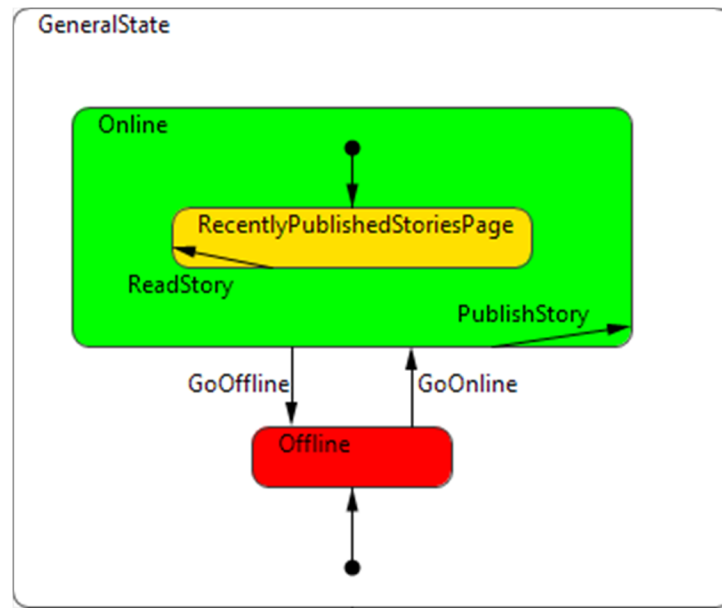 GeneralState
Online
RecentlyPublishedStoriesPage
ReadStory
PublishStory
GoOffline
GoOnline
Offline